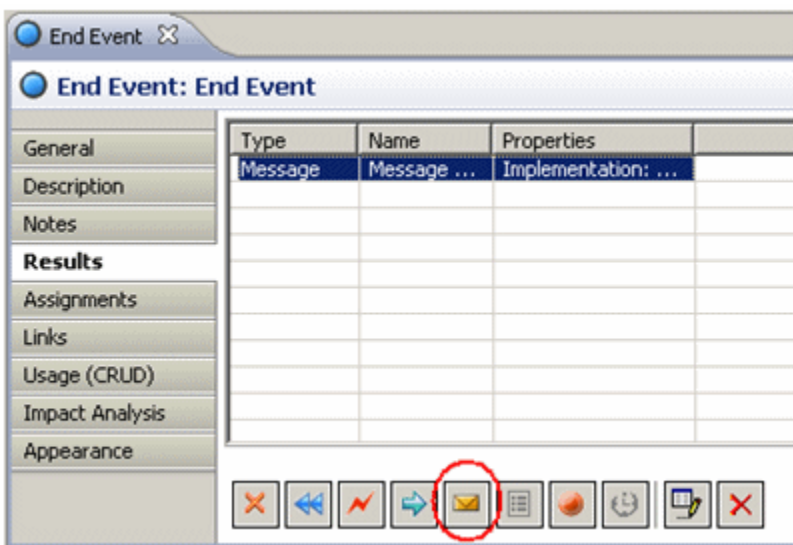 End Event
End Event: End Event
General
Description
Notes
Results
Assignments
Links
Usage (CRUD)
Impact Analysis
Appearance
Type Name Properties
Message Message ... Implementation: ...